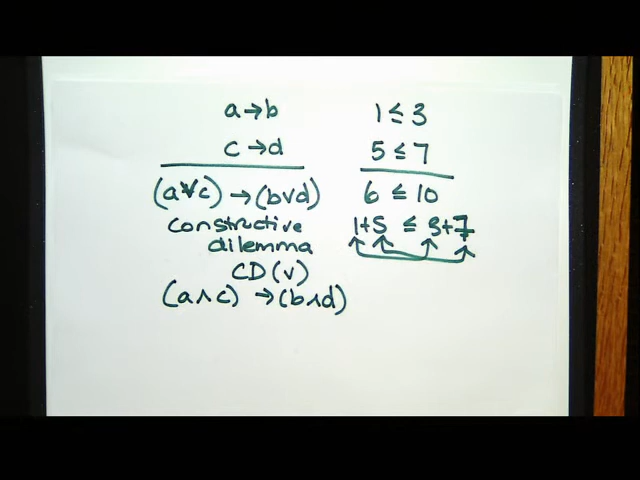 a → b
c → d
(a ∨ c) → (b ∨ d)
constructive
dilemma
CD (∨)
(a ∧ c) → (b ∧ d)
1 ≤ 3
5 ≤ 7
6 ≤ 10
1+5 ≤ 3+7